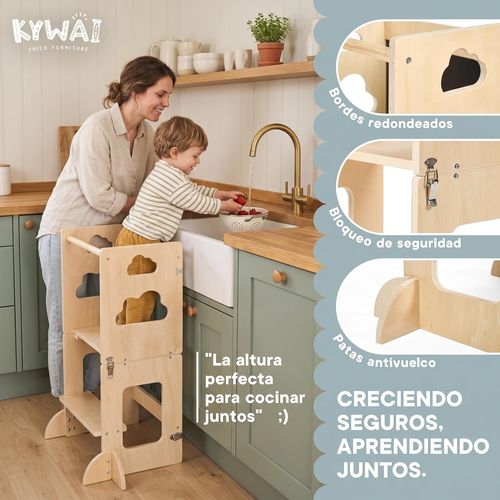 KYWAI
CHILD FURNITURE
Bordes redondeados
Bloqueo de seguridad
Patas antivuelco
"La altura
perfecta
para cocinar
juntos" ;)
CRECIENDO
SEGUROS,
APRENDIENDO
JUNTOS.